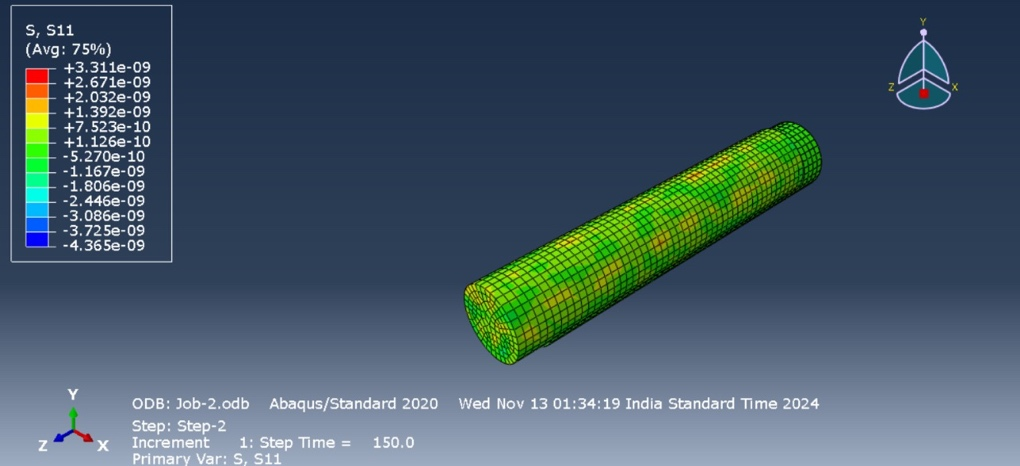 S, S11
(Avg: 75%)
+3.311e-09
+2.671e-09
+2.032e-09
+1.392e-09
+7.523e-10
+1.126e-10
-5.270e-10
-1.167e-09
-1.806e-09
-2.446e-09
-3.086e-09
-3.725e-09
-4.365e-09
Y
Z X
Y
Z X
ODB: Job-2.odb Abaqus/Standard 2020 Wed Nov 13 01:34:19 India Standard Time 2024
Step: Step-2
Increment 1: Step Time = 150.0
Primary Var: S, S11